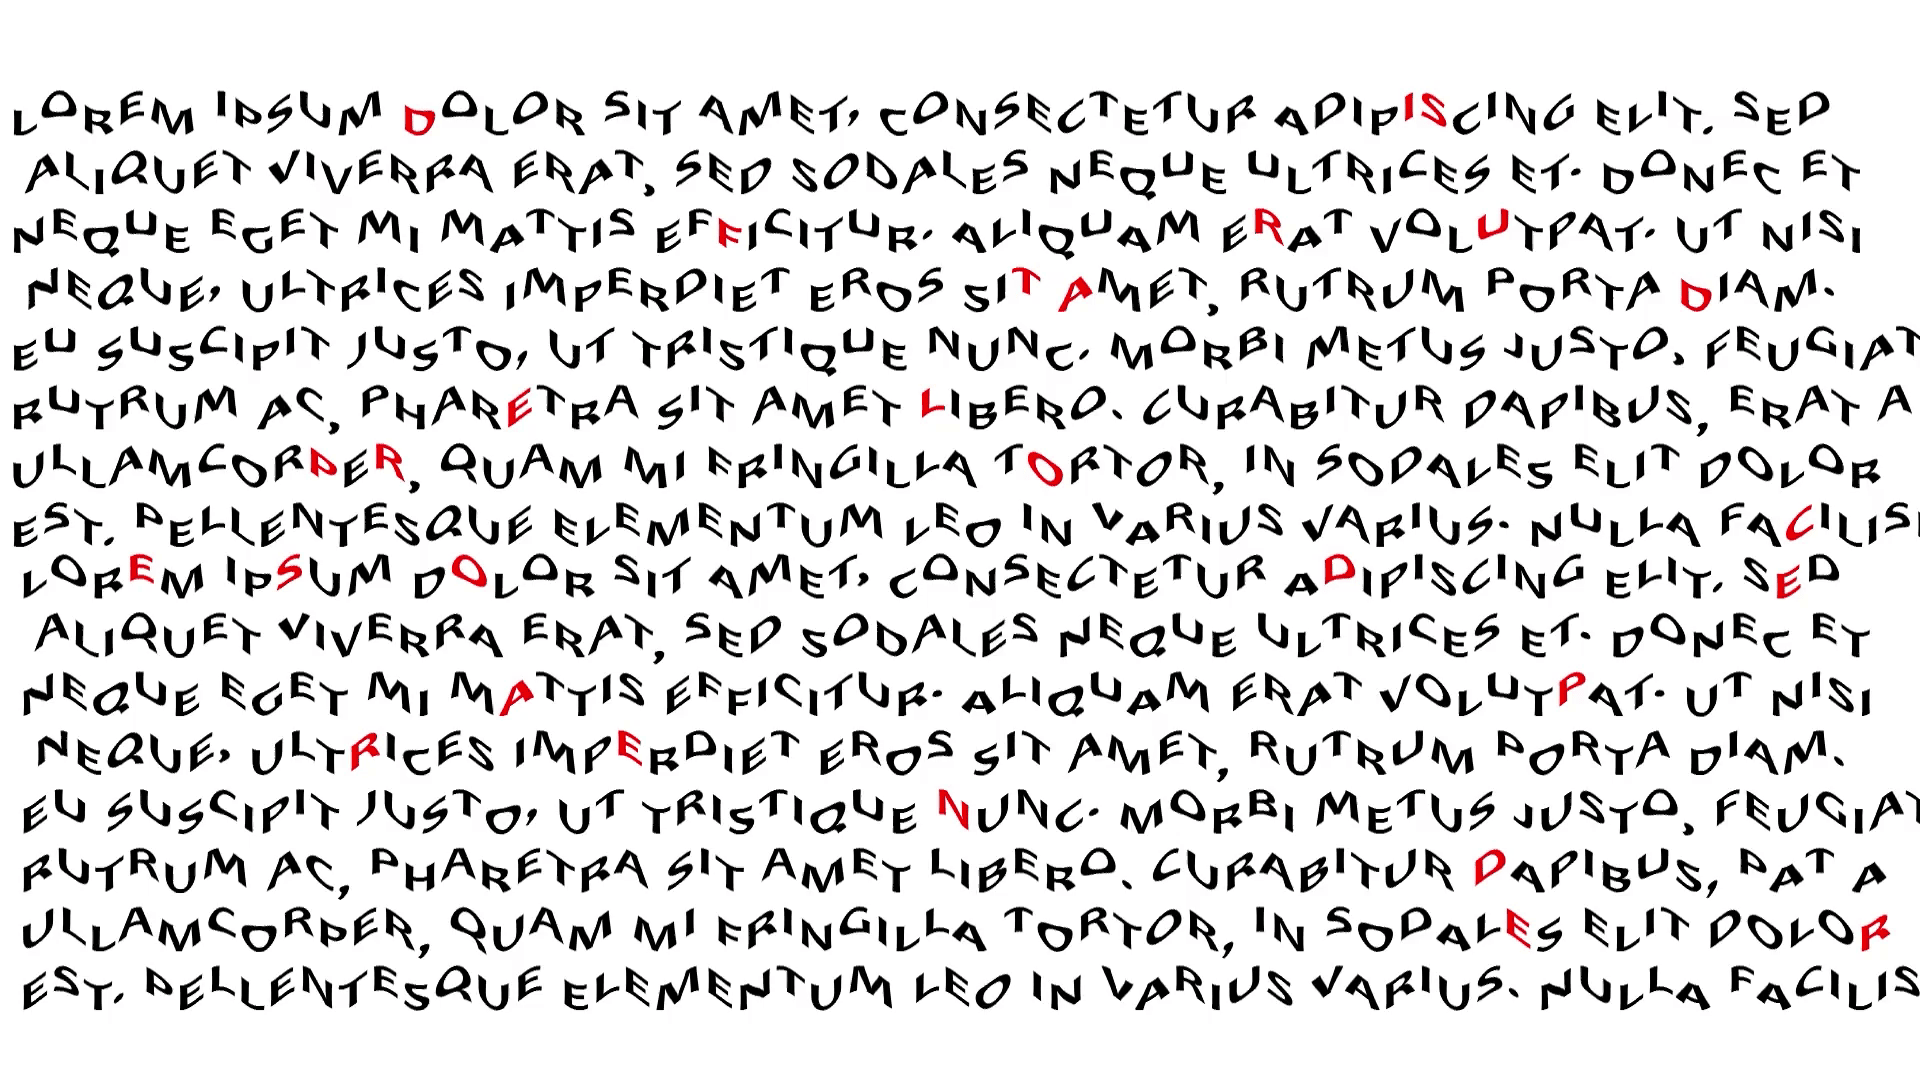 LOREM IPSUM DOLOR SIT AMET, CONSECTETUR ADIPISCING ELIT. SED
ALIQUET VIVERRA ERAT, SED SODALES NEQUE ULTRICES ET. DONEC ET
NEQUE EGET MI MATTIS EFFICITUR. ALIQUAM ERAT VOLUTPAT. UT NISI
NEQUE, ULTRICES IMPERDIET EROS SIT AMET, RUTRUM PORTA DIAM.
EU SUSCIPIT JUSTO, UT TRISTIQUE NUNC. MORBI METUS JUSTO, FEUGIAT
RUTRUM AC, PHARETRA SIT AMET LIBERO. CURABITUR DAPIBUS, ERAT A
ULLAMCORPER, QUAM MI FRINGILLA TORTOR, IN SODALES ELIT DOLOR
EST. PELLENTESQUE ELEMENTUM LEO IN VARIUS VARIUS. NULLA FACILISI
LOREM IPSUM DOLOR SIT AMET, CONSECTETUR ADIPISCING ELIT. SED
ALIQUET VIVERRA ERAT, SED SODALES NEQUE ULTRICES ET. DONEC ET
NEQUE EGET MI MATTIS EFFICITUR. ALIQUAM ERAT VOLUTPAT. UT NISI
NEQUE, ULTRICES IMPERDIET EROS SIT AMET, RUTRUM PORTA DIAM.
EU SUSCIPIT JUSTO, UT TRISTIQUE NUNC. MORBI METUS JUSTO, FEUGIAT
RUTRUM AC, PHARETRA SIT AMET LIBERO. CURABITUR DAPIBUS, PAT A
ULLAMCORPER, QUAM MI FRINGILLA TORTOR, IN SODALES ELIT DOLOR
EST. PELLENTESQUE ELEMENTUM LEO IN VARIUS VARIUS. NULLA FACILIS